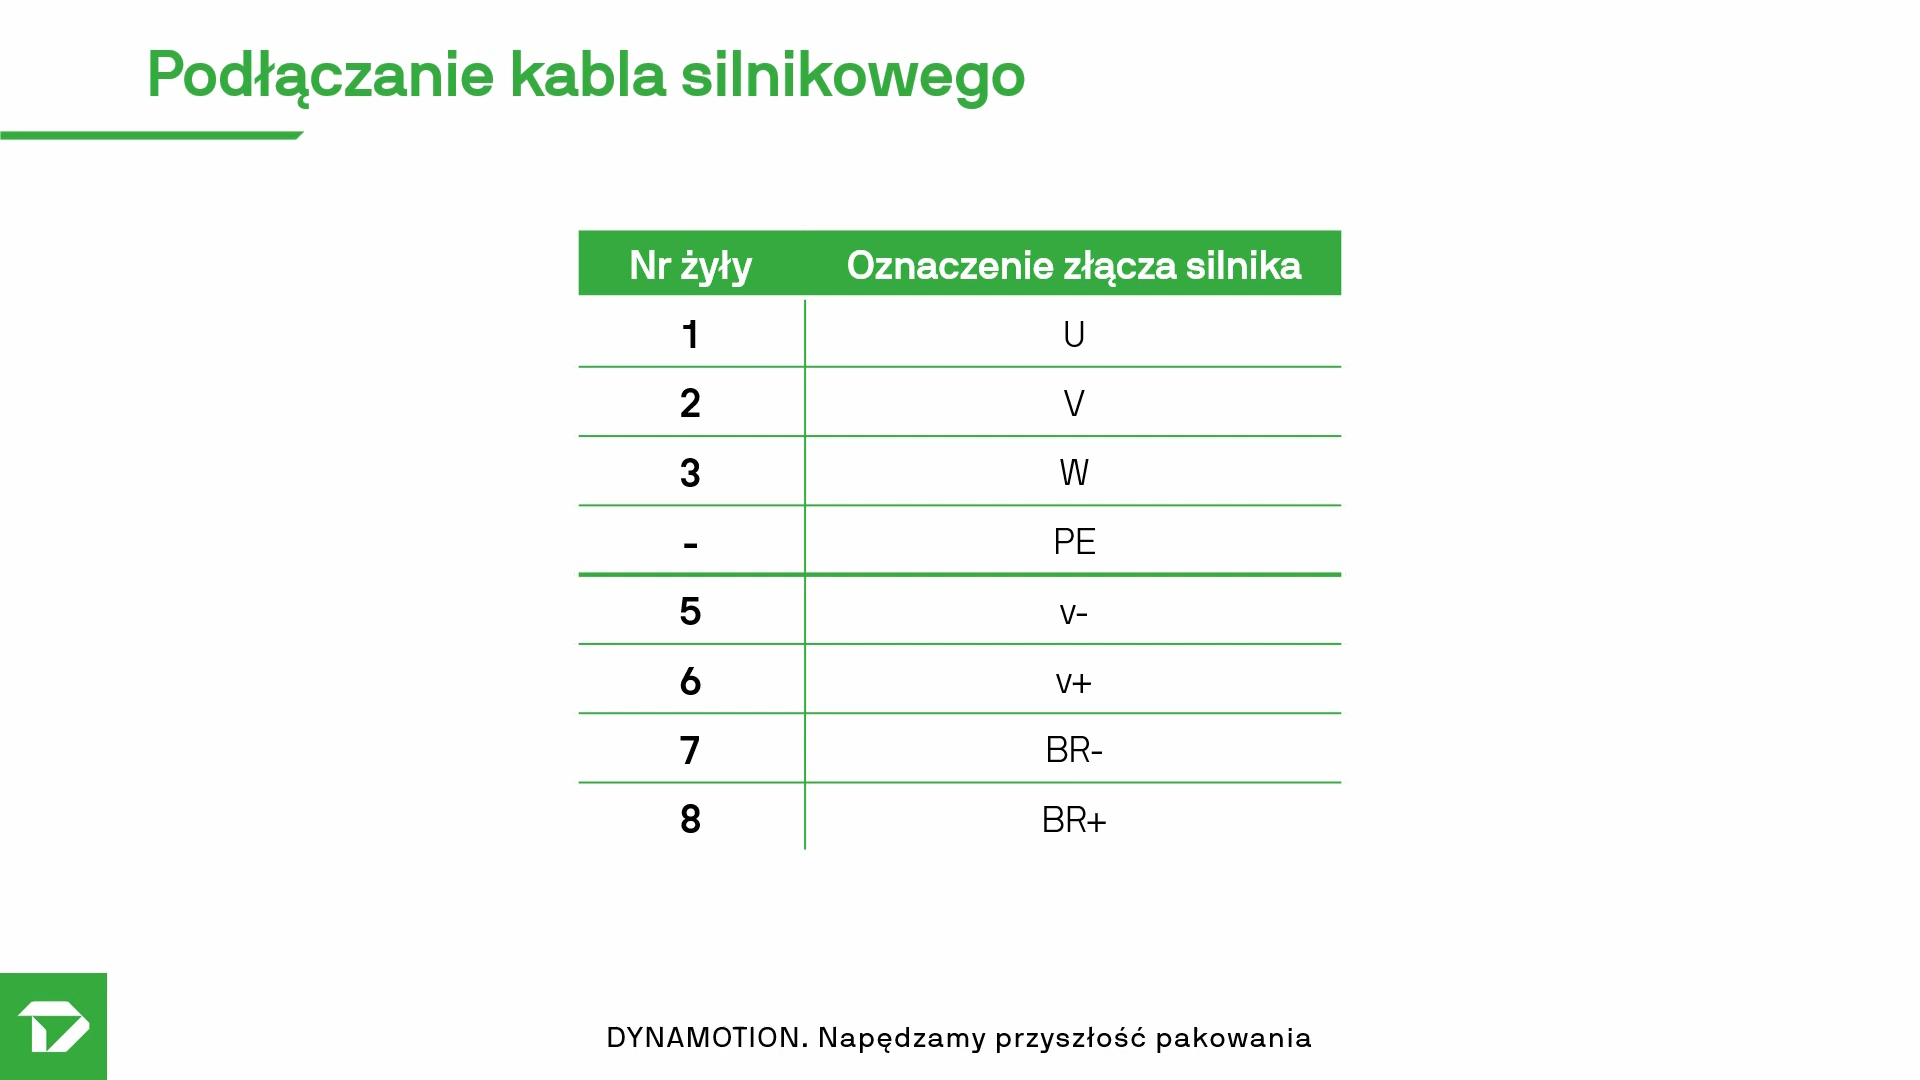 Podłączanie kabla silnikowego
Nr żyły Oznaczenie złącza silnika
1 U
2 V
3 W
- PE
5 v-
6 v+
7 BR-
8 BR+
DYNAMOTION. Napędzamy przyszłość pakowania